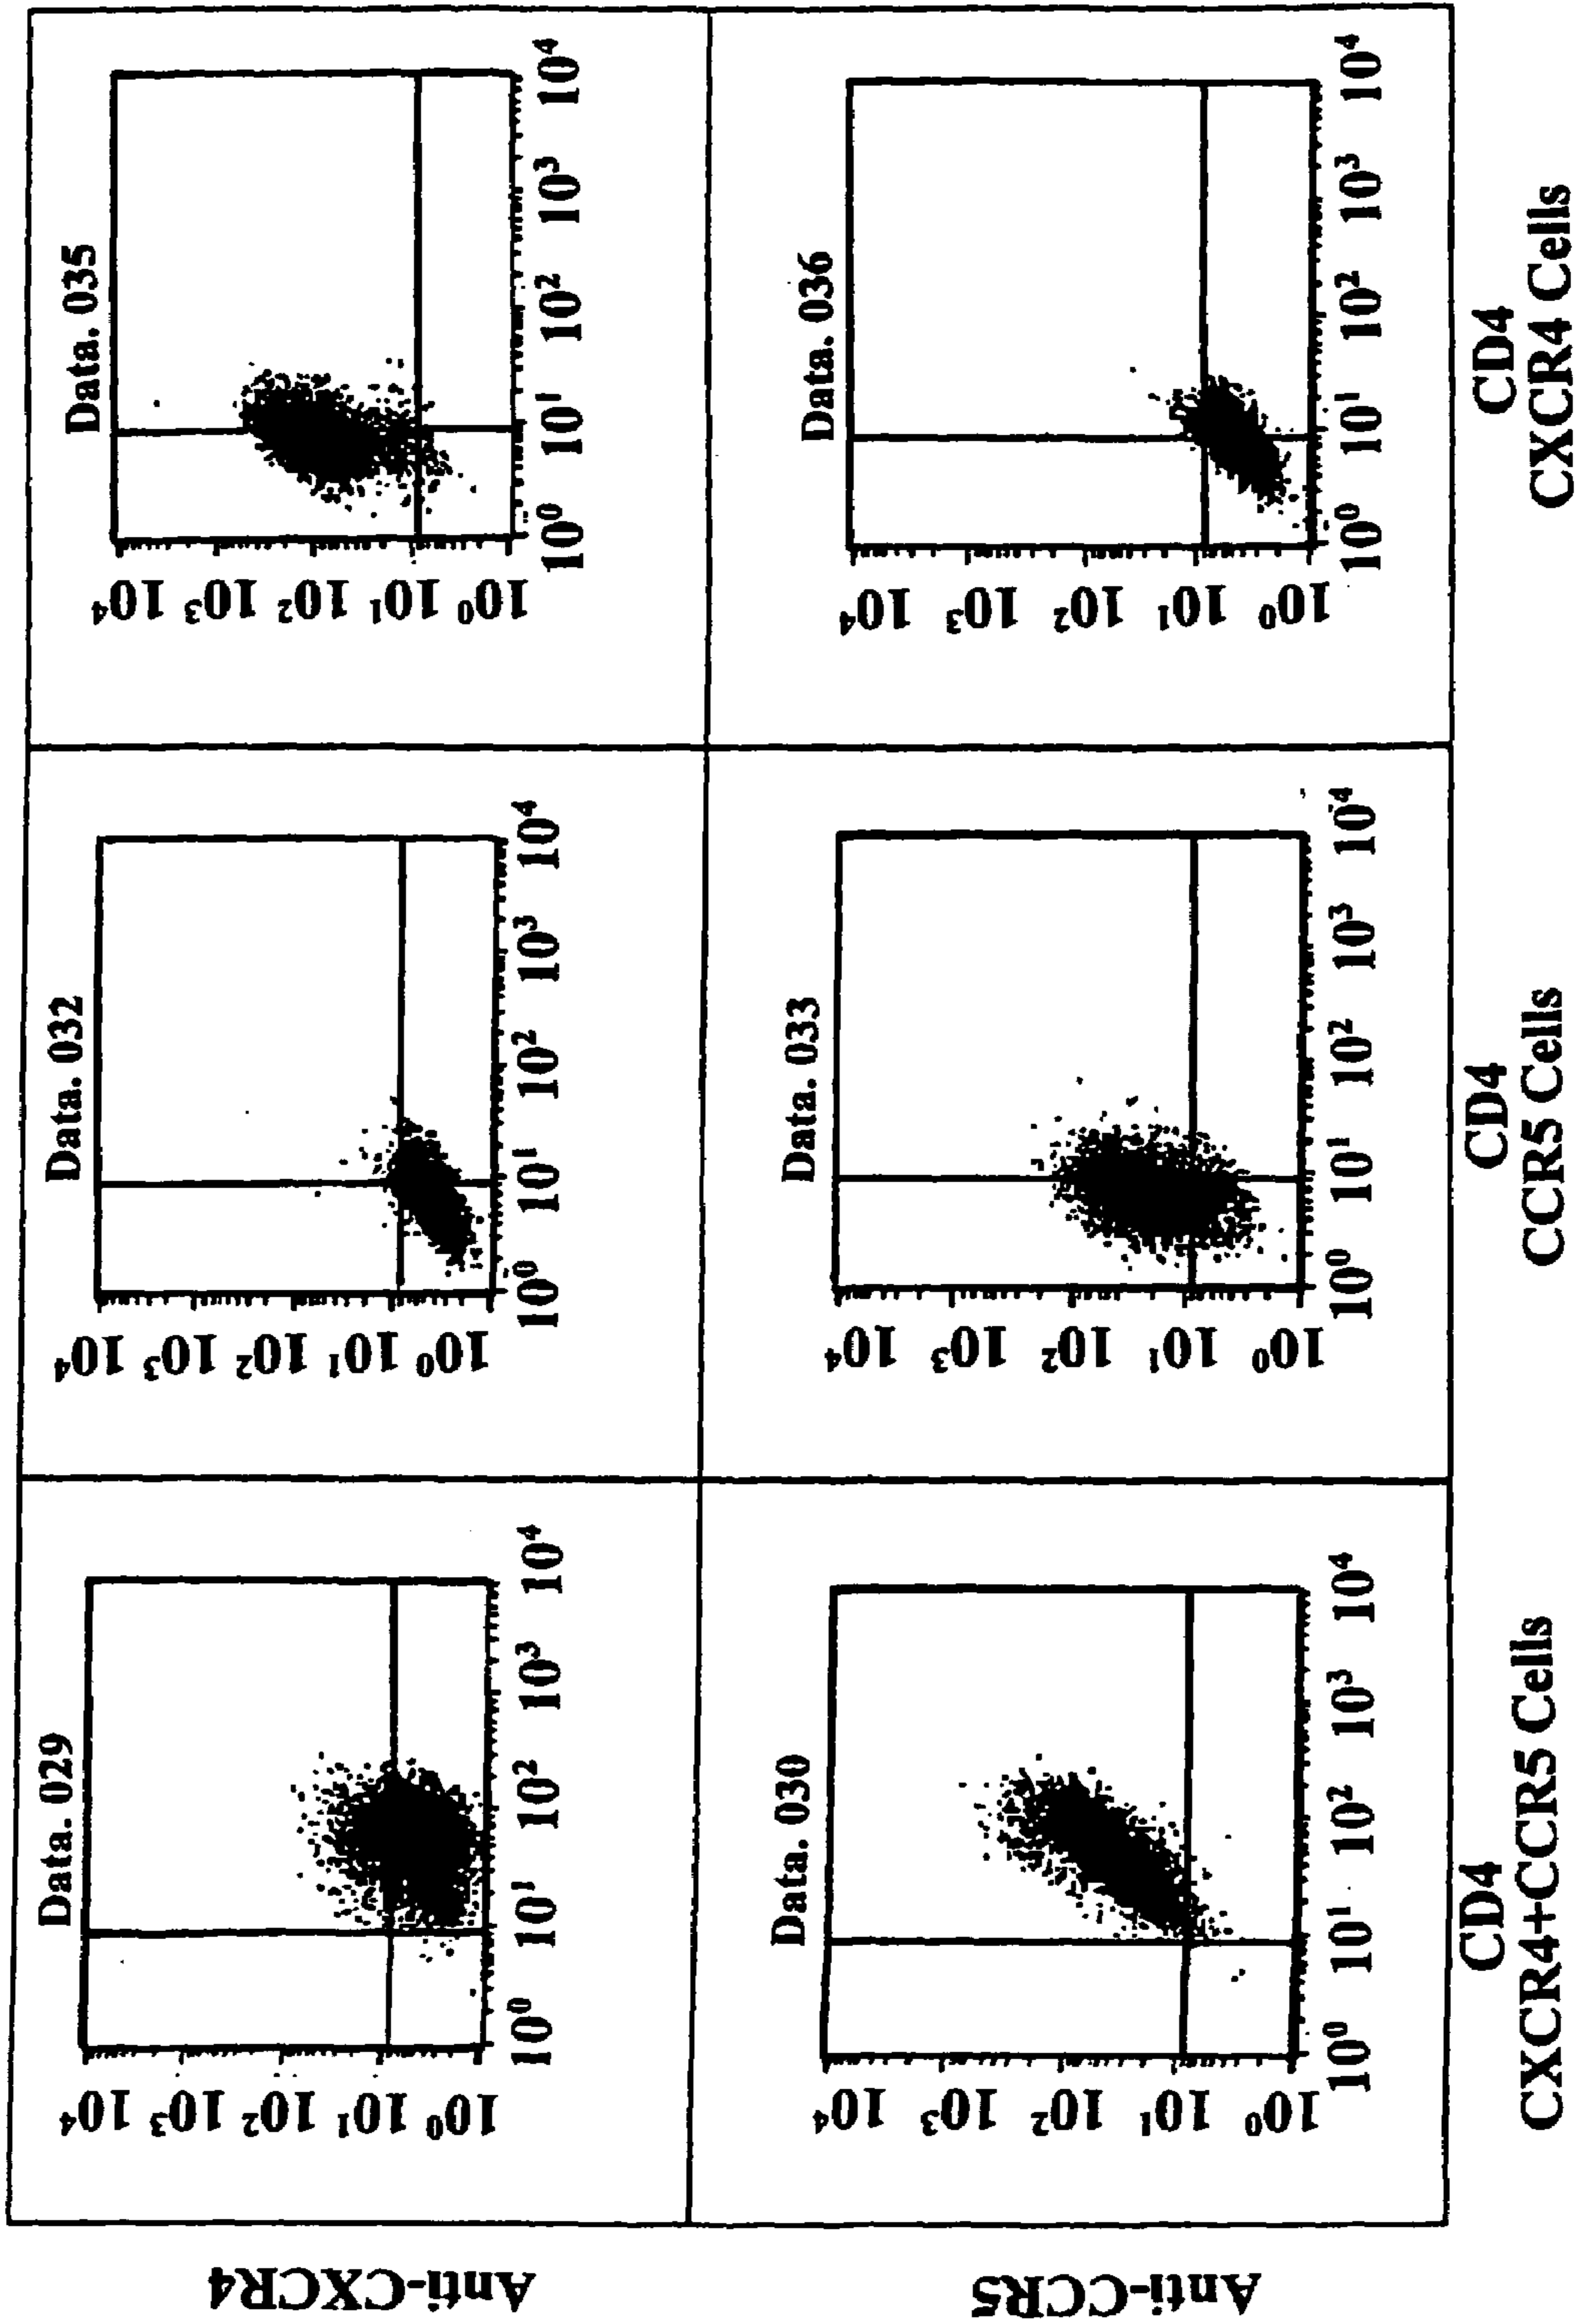 Anti-CXCR4
Data. 029
10⁴ 10³ 10² 10¹ 10⁰
10⁰ 10¹ 10² 10³ 10⁴
Data. 032
10⁴ 10³ 10² 10¹ 10⁰
10⁰ 10¹ 10² 10³ 10⁴
Data. 035
10⁴ 10³ 10² 10¹ 10⁰
10⁰ 10¹ 10² 10³ 10⁴
Anti-CCR5
Data. 030
10⁴ 10³ 10² 10¹ 10⁰
10⁰ 10¹ 10² 10³ 10⁴
Data. 033
10⁴ 10³ 10² 10¹ 10⁰
10⁰ 10¹ 10² 10³ 10⁴
Data. 036
10⁴ 10³ 10² 10¹ 10⁰
10⁰ 10¹ 10² 10³ 10⁴
CD4
CXCR4+CCR5 Cells
CD4
CCR5 Cells
CD4
CXCR4 Cells